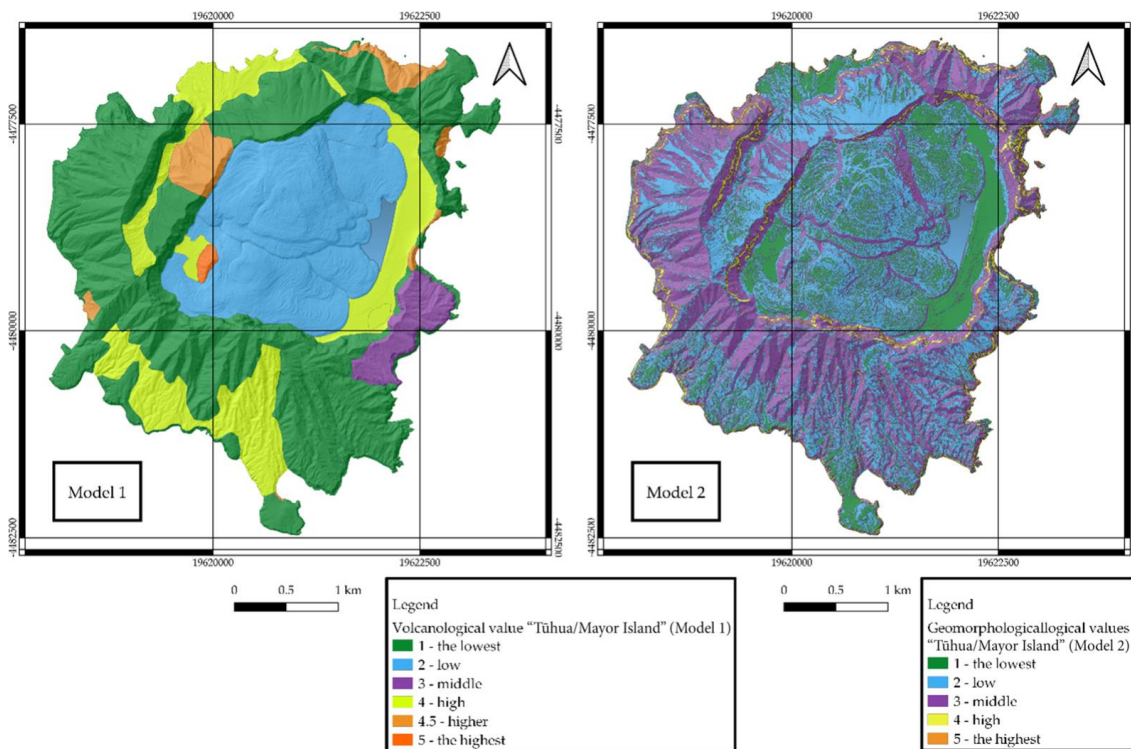 19620000
19622500
19620000
19622500
-4477500
-4477500
-4477500
-4480000
-4480000
-4480000
-4482500
-4482500
-4482500
Model 1
Model 2
19620000
19622500
19620000
19622500
0 0.5 1 km
0 0.5 1 km
Legend
Volcanological value “Tūhua/Mayor Island” (Model 1)
1 - the lowest
2 - low
3 - middle
4 - high
4.5 - higher
5 - the highest
Legend
Geomorphologicallogical values
“Tūhua/Mayor Island” (Model 2)
1 - the lowest
2 - low
3 - middle
4 - high
5 - the highest